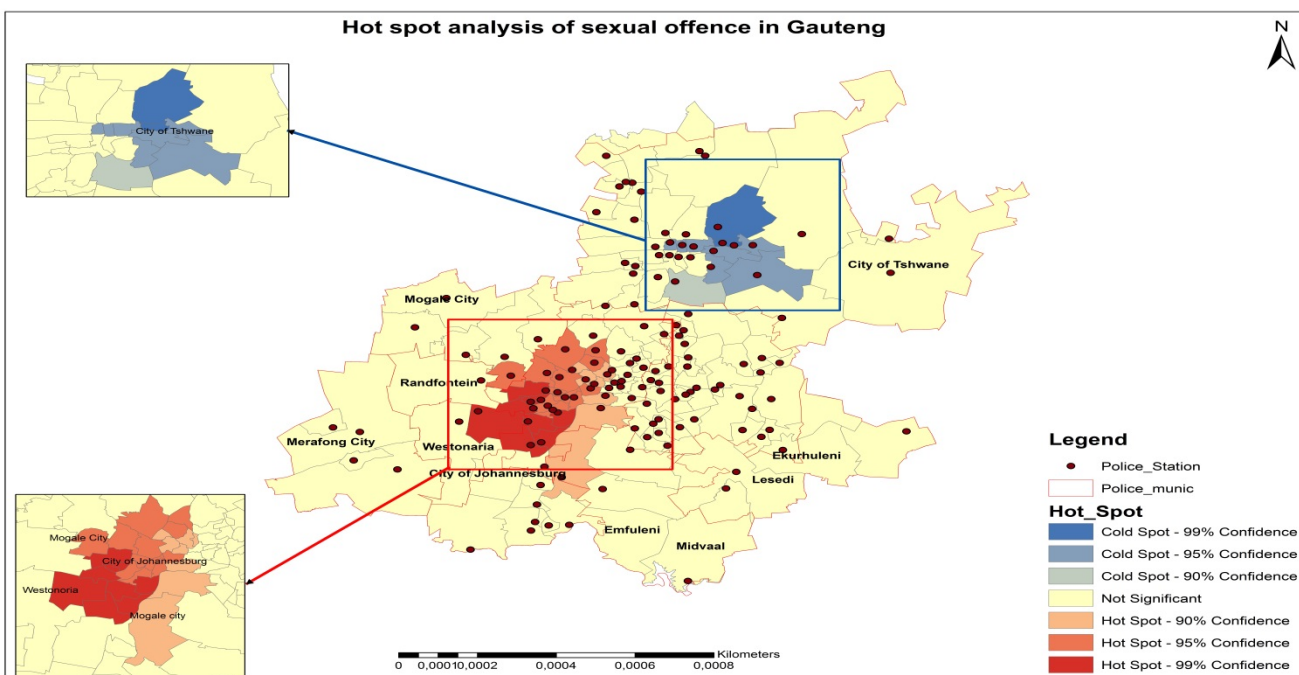 Hot spot analysis of sexual offence in Gauteng
N
City of Tshwane
City of Tshwane
Mogale City
Randfontein
Merafong City
Westonaria
City of Johannesburg
Ekurhuleni
Lesedi
Emfuleni
Midvaal
Mogale City
City of Johannesburg
Westonoria
Mogale city
Legend
Police_Station
Police_munic
Hot_Spot
Cold Spot - 99% Confidence
Cold Spot - 95% Confidence
Cold Spot - 90% Confidence
Not Significant
Hot Spot - 90% Confidence
Hot Spot - 95% Confidence
Hot Spot - 99% Confidence
Kilometers
0 0,00010,0002 0,0004 0,0006 0,0008